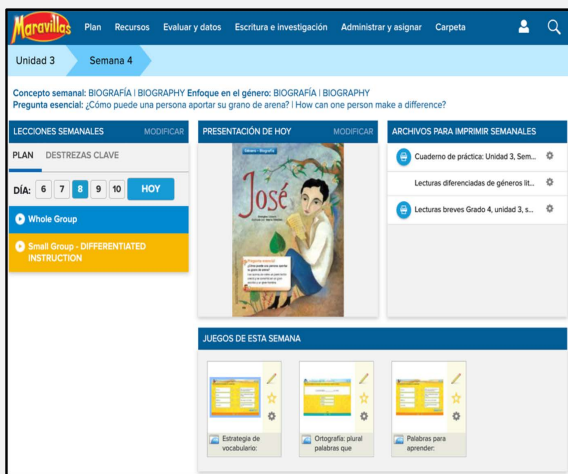 Maravillas
Plan Recursos Evaluar y datos Escritura e investigación Administrar y asignar Carpeta
Unidad 3 Semana 4
Concepto semanal: BIOGRAFÍA I BIOGRAPHY Enfoque en el género: BIOGRAFÍA | BIOGRAPHY
Pregunta esencial: ¿Cómo puede una persona aportar su grano de arena? I How can one person make a difference?
LECCIONES SEMANALES MODIFICAR
PLAN DESTREZAS CLAVE
DÍA: 6 7 8 9 10 HOY
Whole Group
Small Group - DIFFERENTIATED
INSTRUCTION
PRESENTACIÓN DE HOY MODIFICAR
José
Pregunta esencial
ARCHIVOS PARA IMPRIMIR SEMANALES
Cuaderno de práctica: Unidad 3, Sem...
Lecturas diferenciadas de géneros lit...
Lecturas breves Grado 4, unidad 3, s...
JUEGOS DE ESTA SEMANA
Estrategia de
vocabulario:
Ortografía: plural
palabras que
Palabras para
aprender: